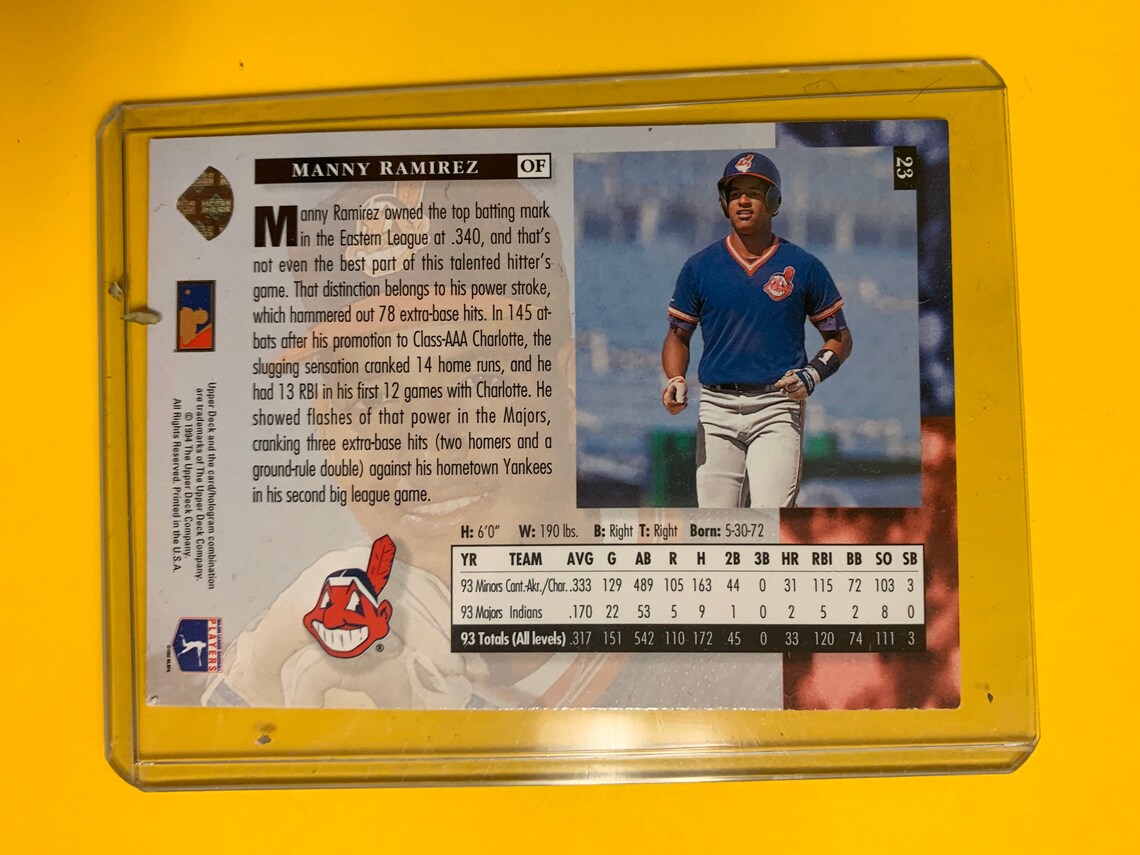 MANNY RAMIREZ OF
23
Manny Ramirez owned the top batting mark
in the Eastern League at .340, and that's
not even the best part of this talented hitter's
game. That distinction belongs to his power stroke,
which hammered out 78 extra-base hits. In 145 at-
bats after his promotion to Class-AAA Charlotte, the
slugging sensation cranked 14 home runs, and he
had 13 RBI in his first 12 games with Charlotte. He
showed flashes of that power in the Majors,
cranking three extra-base hits (two homers and a
ground-rule double) against his hometown Yankees
in his second big league game.
H: 6'0" W: 190 lbs. B: Right T: Right Born: 5-30-72
YR TEAM AVG G AB R H 2B 3B HR RBI BB SO SB
93 Minors Cant.-Akr./Char. .333 129 489 105 163 44 0 31 115 72 103 3
93 Majors Indians .170 22 53 5 9 1 0 2 5 2 8 0
93 Totals (All levels) .317 151 542 110 172 45 0 33 120 74 111 3
®
Upper Deck and the card/hologram combination
are trademarks of The Upper Deck Company.
© 1994 The Upper Deck Company.
All Rights Reserved. Printed in the U.S.A.
PLAYERS